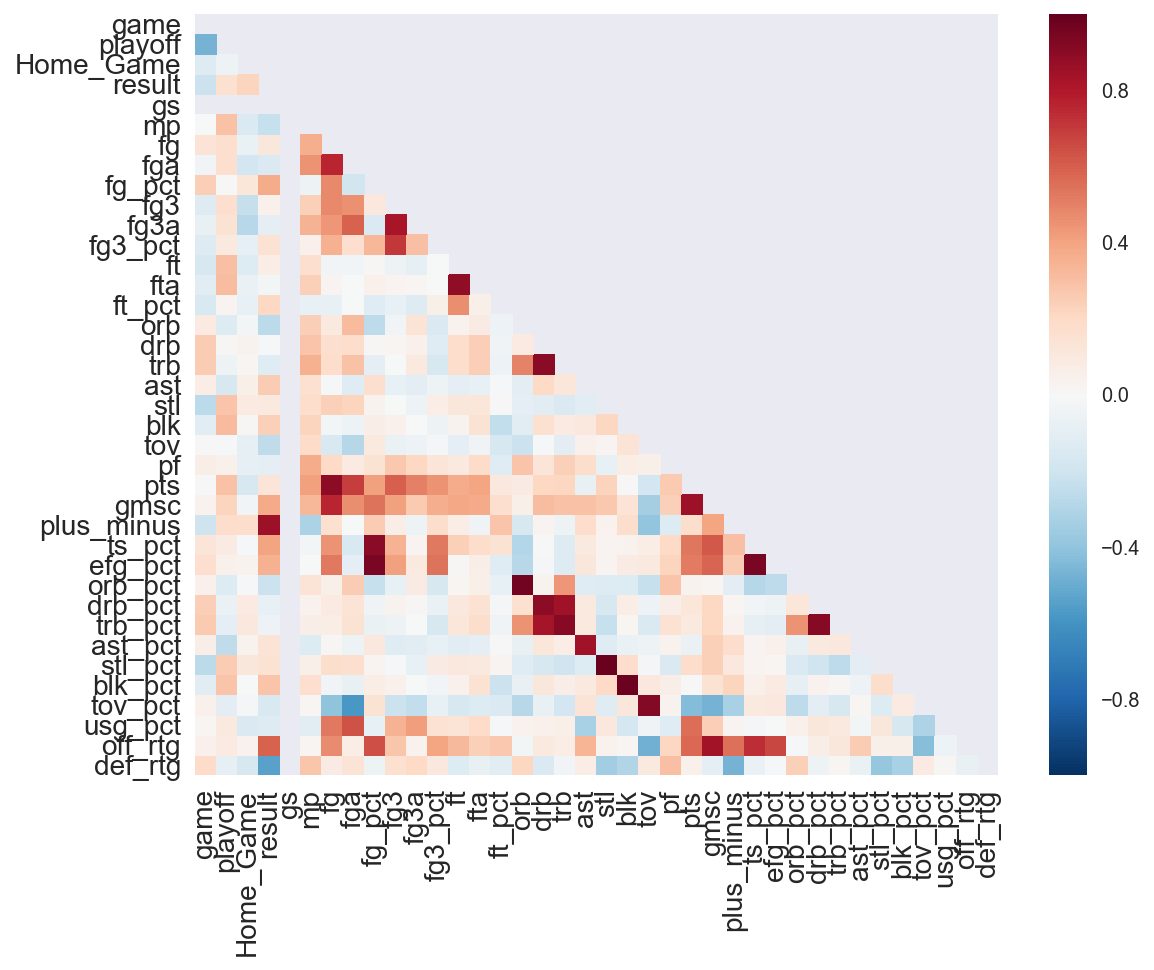 game
playoff
Home_Game
result
gs
mp
fg
fga
fg_pct
fg3
fg3a
fg3_pct
ft
fta
ft_pct
orb
drb
trb
ast
stl
blk
tov
pf
pts
gmsc
plus_minus
ts_pct
efg_pct
orb_pct
drb_pct
trb_pct
ast_pct
stl_pct
blk_pct
tov_pct
usg_pct
off_rtg
def_rtg
game
playoff
Home_Game
result
gs
mp
fg
fga
fg_pct
fg3
fg3a
fg3_pct
ft
fta
ft_pct
orb
drb
trb
ast
stl
blk
tov
pf
pts
gmsc
plus_minus
ts_pct
efg_pct
orb_pct
drb_pct
trb_pct
ast_pct
stl_pct
blk_pct
tov_pct
usg_pct
off_rtg
def_rtg
0.8
0.4
0.0
−0.4
−0.8